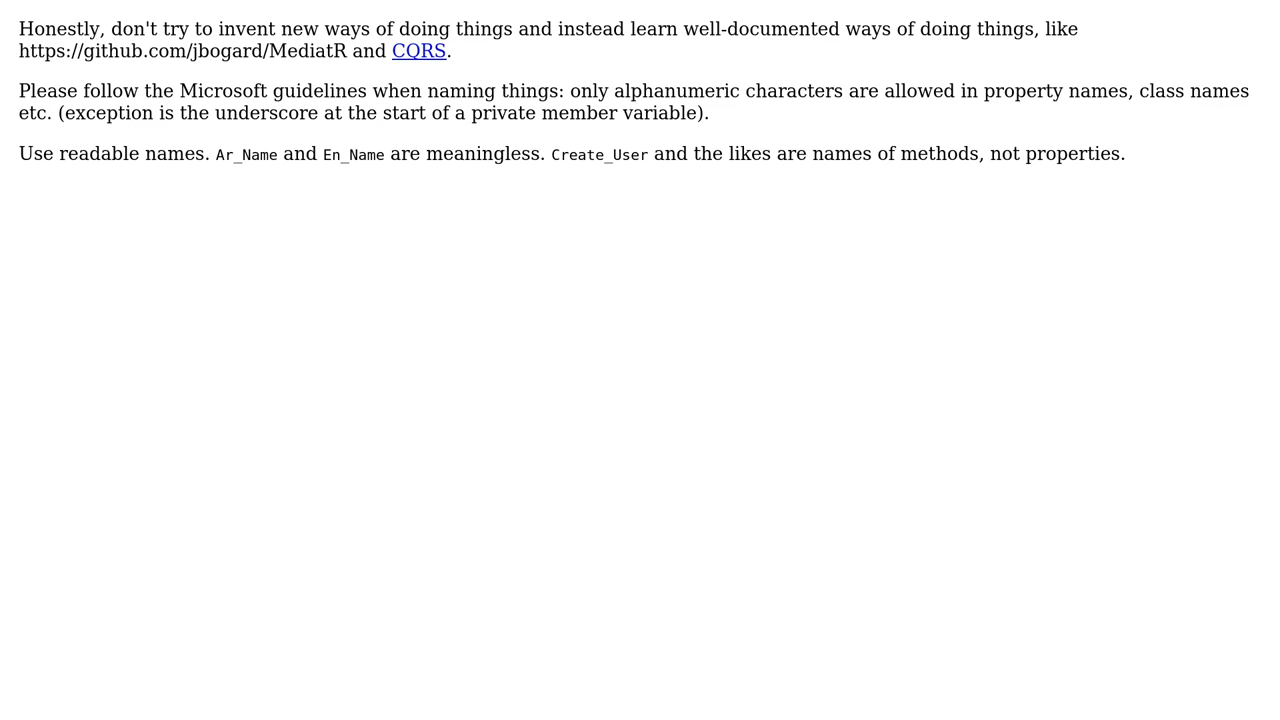 Honestly, don't try to invent new ways of doing things and instead learn well-documented ways of doing things, like
https://github.com/jbogard/MediatR and CQRS.
Please follow the Microsoft guidelines when naming things: only alphanumeric characters are allowed in property names, class names
etc. (exception is the underscore at the start of a private member variable).
Use readable names. Ar_Name and En_Name are meaningless. Create_User and the likes are names of methods, not properties.